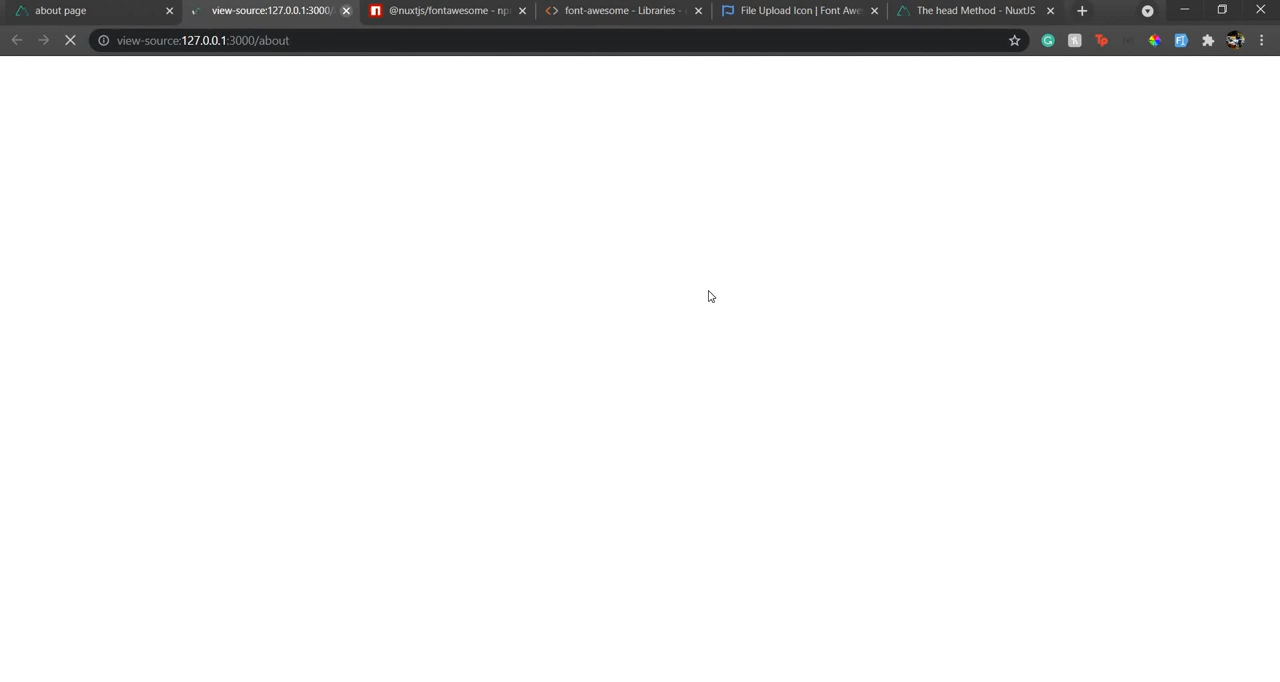 about page
view-source:127.0.0.1:3000/
@nuxtjs/fontawesome - np
font-awesome - Libraries -
File Upload Icon | Font Awe
The head Method - NuxtJS
view-source:127.0.0.1:3000/about